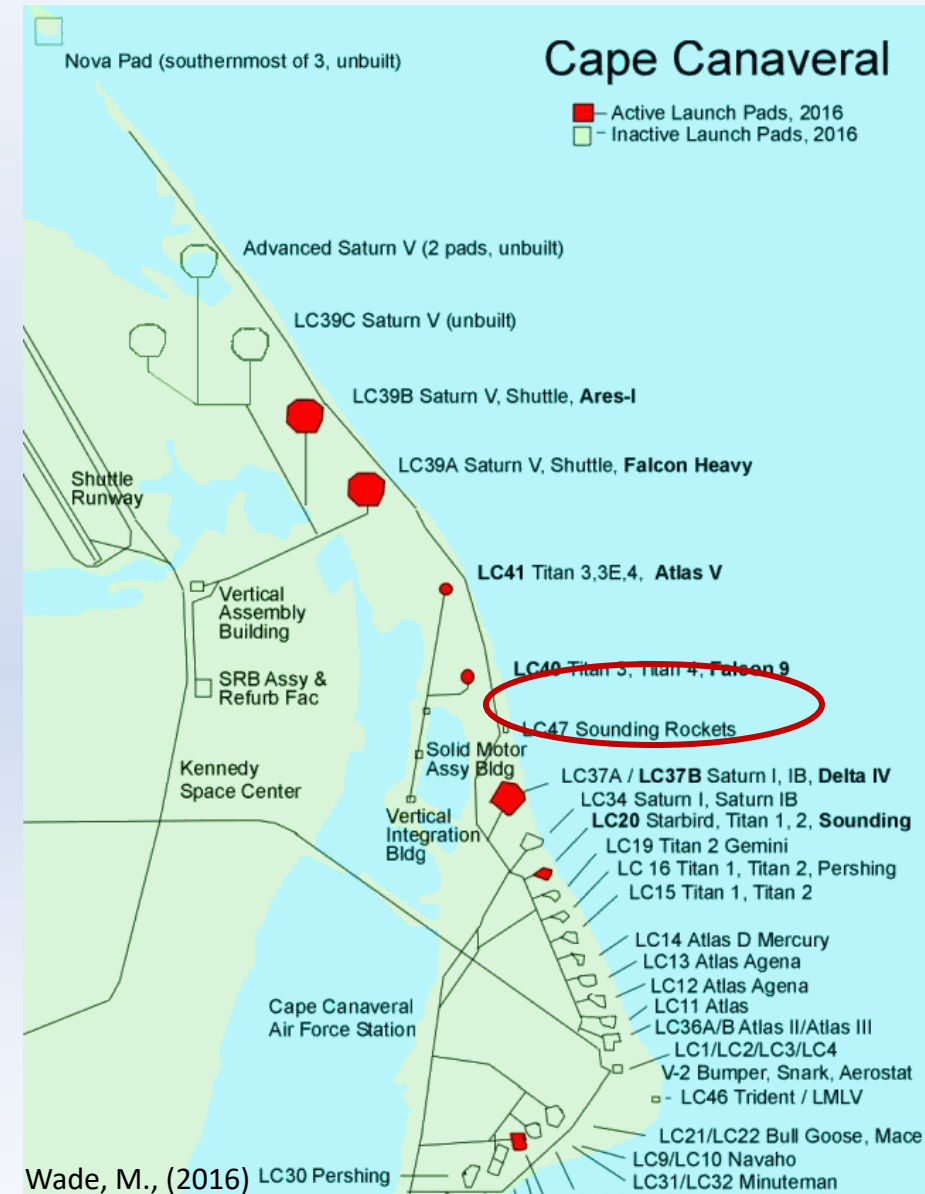 Nova Pad (southernmost of 3, unbuilt)
Cape Canaveral
Active Launch Pads, 2016
Inactive Launch Pads, 2016
Advanced Saturn V (2 pads, unbuilt)
LC39C Saturn V (unbuilt)
LC39B Saturn V, Shuttle, Ares-I
LC39A Saturn V, Shuttle, Falcon Heavy
Shuttle
Runway
LC41 Titan 3,3E,4, Atlas V
Vertical
Assembly
Building
LC40 Titan 3, Titan 4, Falcon 9
SRB Assy &
Refurb Fac
LC47 Sounding Rockets
Solid Motor
Assy Bldg
Kennedy
Space Center
LC37A / LC37B Saturn I, IB, Delta IV
LC34 Saturn I, Saturn IB
Vertical
Integration
Bldg
LC20 Starbird, Titan 1, 2, Sounding
LC19 Titan 2 Gemini
LC 16 Titan 1, Titan 2, Pershing
LC15 Titan 1, Titan 2
LC14 Atlas D Mercury
LC13 Atlas Agena
LC12 Atlas Agena
LC11 Atlas
Cape Canaveral
Air Force Station
LC36A/B Atlas II/Atlas III
LC1/LC2/LC3/LC4
V-2 Bumper, Snark, Aerostat
LC46 Trident / LMLV
LC21/LC22 Bull Goose, Mace
LC9/LC10 Navaho
LC31/LC32 Minuteman
Wade, M., (2016)
LC30 Pershing